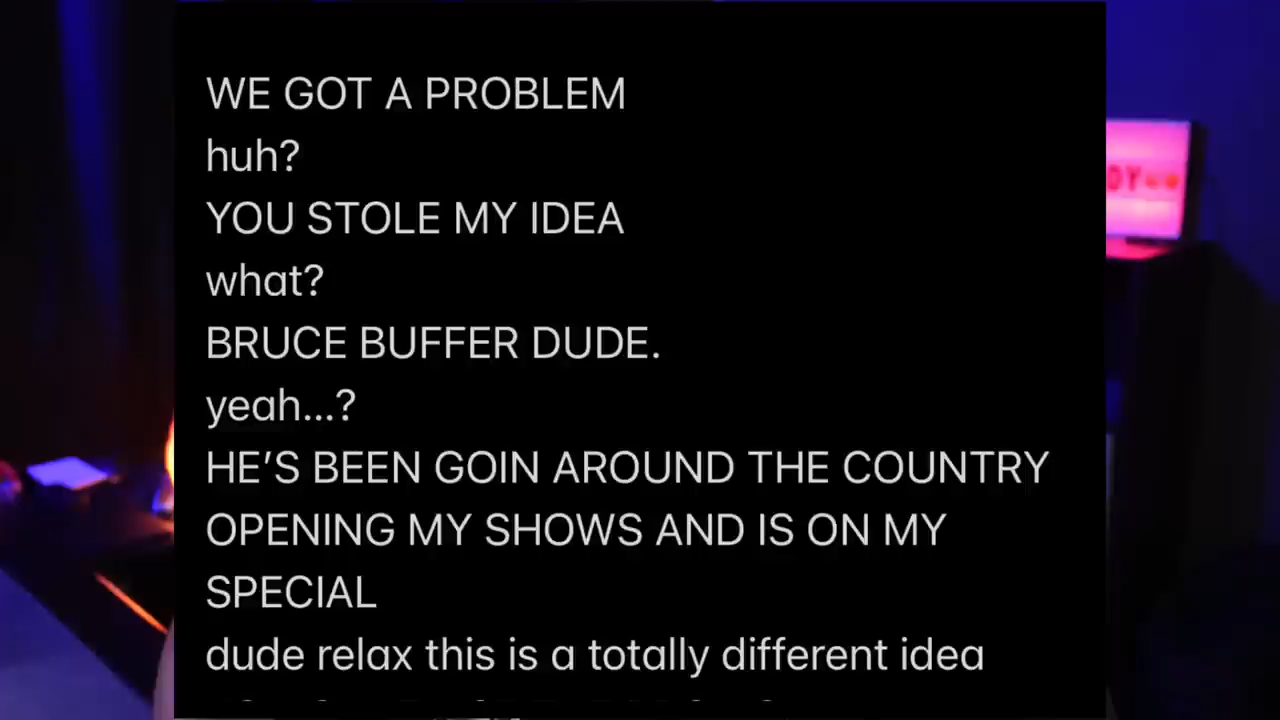 WE GOT A PROBLEM
huh?
YOU STOLE MY IDEA
what?
BRUCE BUFFER DUDE.
yeah...?
HE'S BEEN GOIN AROUND THE COUNTRY
OPENING MY SHOWS AND IS ON MY
SPECIAL
dude relax this is a totally different idea